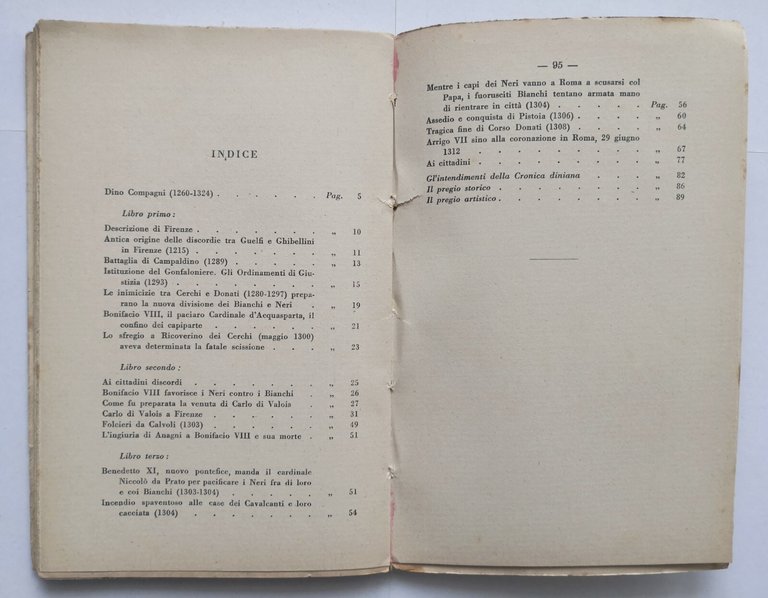 INDICE
Dino Compagni (1260-1324) . . . . . . Pag. 5
Libro primo:
Descrizione di Firenze . . . . . . . „ 10
Antica origine delle discordie tra Guelfi e Ghibellini
in Firenze (1215) . . . . . . . „ 11
Battaglia di Campaldino (1289) . . . . . „ 13
Istituzione del Gonfaloniere. Gli Ordinamenti di Giu-
stizia (1293) . . . . . . . . „ 15
Le inimicizie tra Cerchi e Donati (1280-1297) prepa-
rano la nuova divisione dei Bianchi e Neri . „ 19
Bonifacio VIII, il paciaro Cardinale d'Acquasparta, il
confino dei capiparte . . . . . . „ 21
Lo sfregio a Ricoverino dei Cerchi (maggio 1300)
aveva determinata la fatale scissione . . . „ 23
Libro secondo:
Ai cittadini discordi . . . . . . . „ 25
Bonifacio VIII favorisce i Neri contro i Bianchi . „ 26
Come fu preparata la venuta di Carlo di Valois . „ 27
Carlo di Valois a Firenze . . . . . . „ 31
Folcieri da Calvoli (1303) . . . . . . „ 49
L'ingiuria di Anagni a Bonifacio VIII e sua morte . „ 51
Libro terzo:
Benedetto XI, nuovo pontefice, manda il cardinale
Niccolò da Prato per pacificare i Neri fra di loro
e coi Bianchi (1303-1304) . . . . . „ 51
Incendio spaventoso alle case dei Cavalcanti e loro
cacciata (1304) . . . . . . . „ 54
— 95 —
Mentre i capi dei Neri vanno a Roma a scusarsi col
Papa, i fuorusciti Bianchi tentano armata mano
di rientrare in città (1304) . . . . . Pag. 56
Assedio e conquista di Pistoia (1306) . . . . „ 60
Tragica fine di Corso Donati (1308) . . . . „ 64
Arrigo VII sino alla coronazione in Roma, 29 giugno
1312 . . . . . . . . . „ 67
Ai cittadini . . . . . . . . . „ 77
Gl'intendimenti della Cronica diniana . . . . „ 82
Il pregio storico . . . . . . . . „ 86
Il pregio artistico . . . . . . . . „ 89